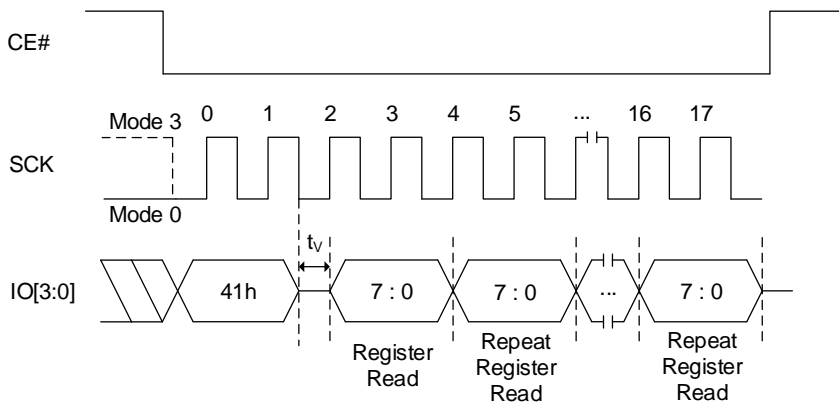 CE#
0 1 2 3 4 5 ... 16 17
Mode 3
SCK
Mode 0
tV
IO[3:0]
41h
7 : 0
7 : 0
...
7 : 0
Register
Read
Repeat
Register
Read
Repeat
Register
Read